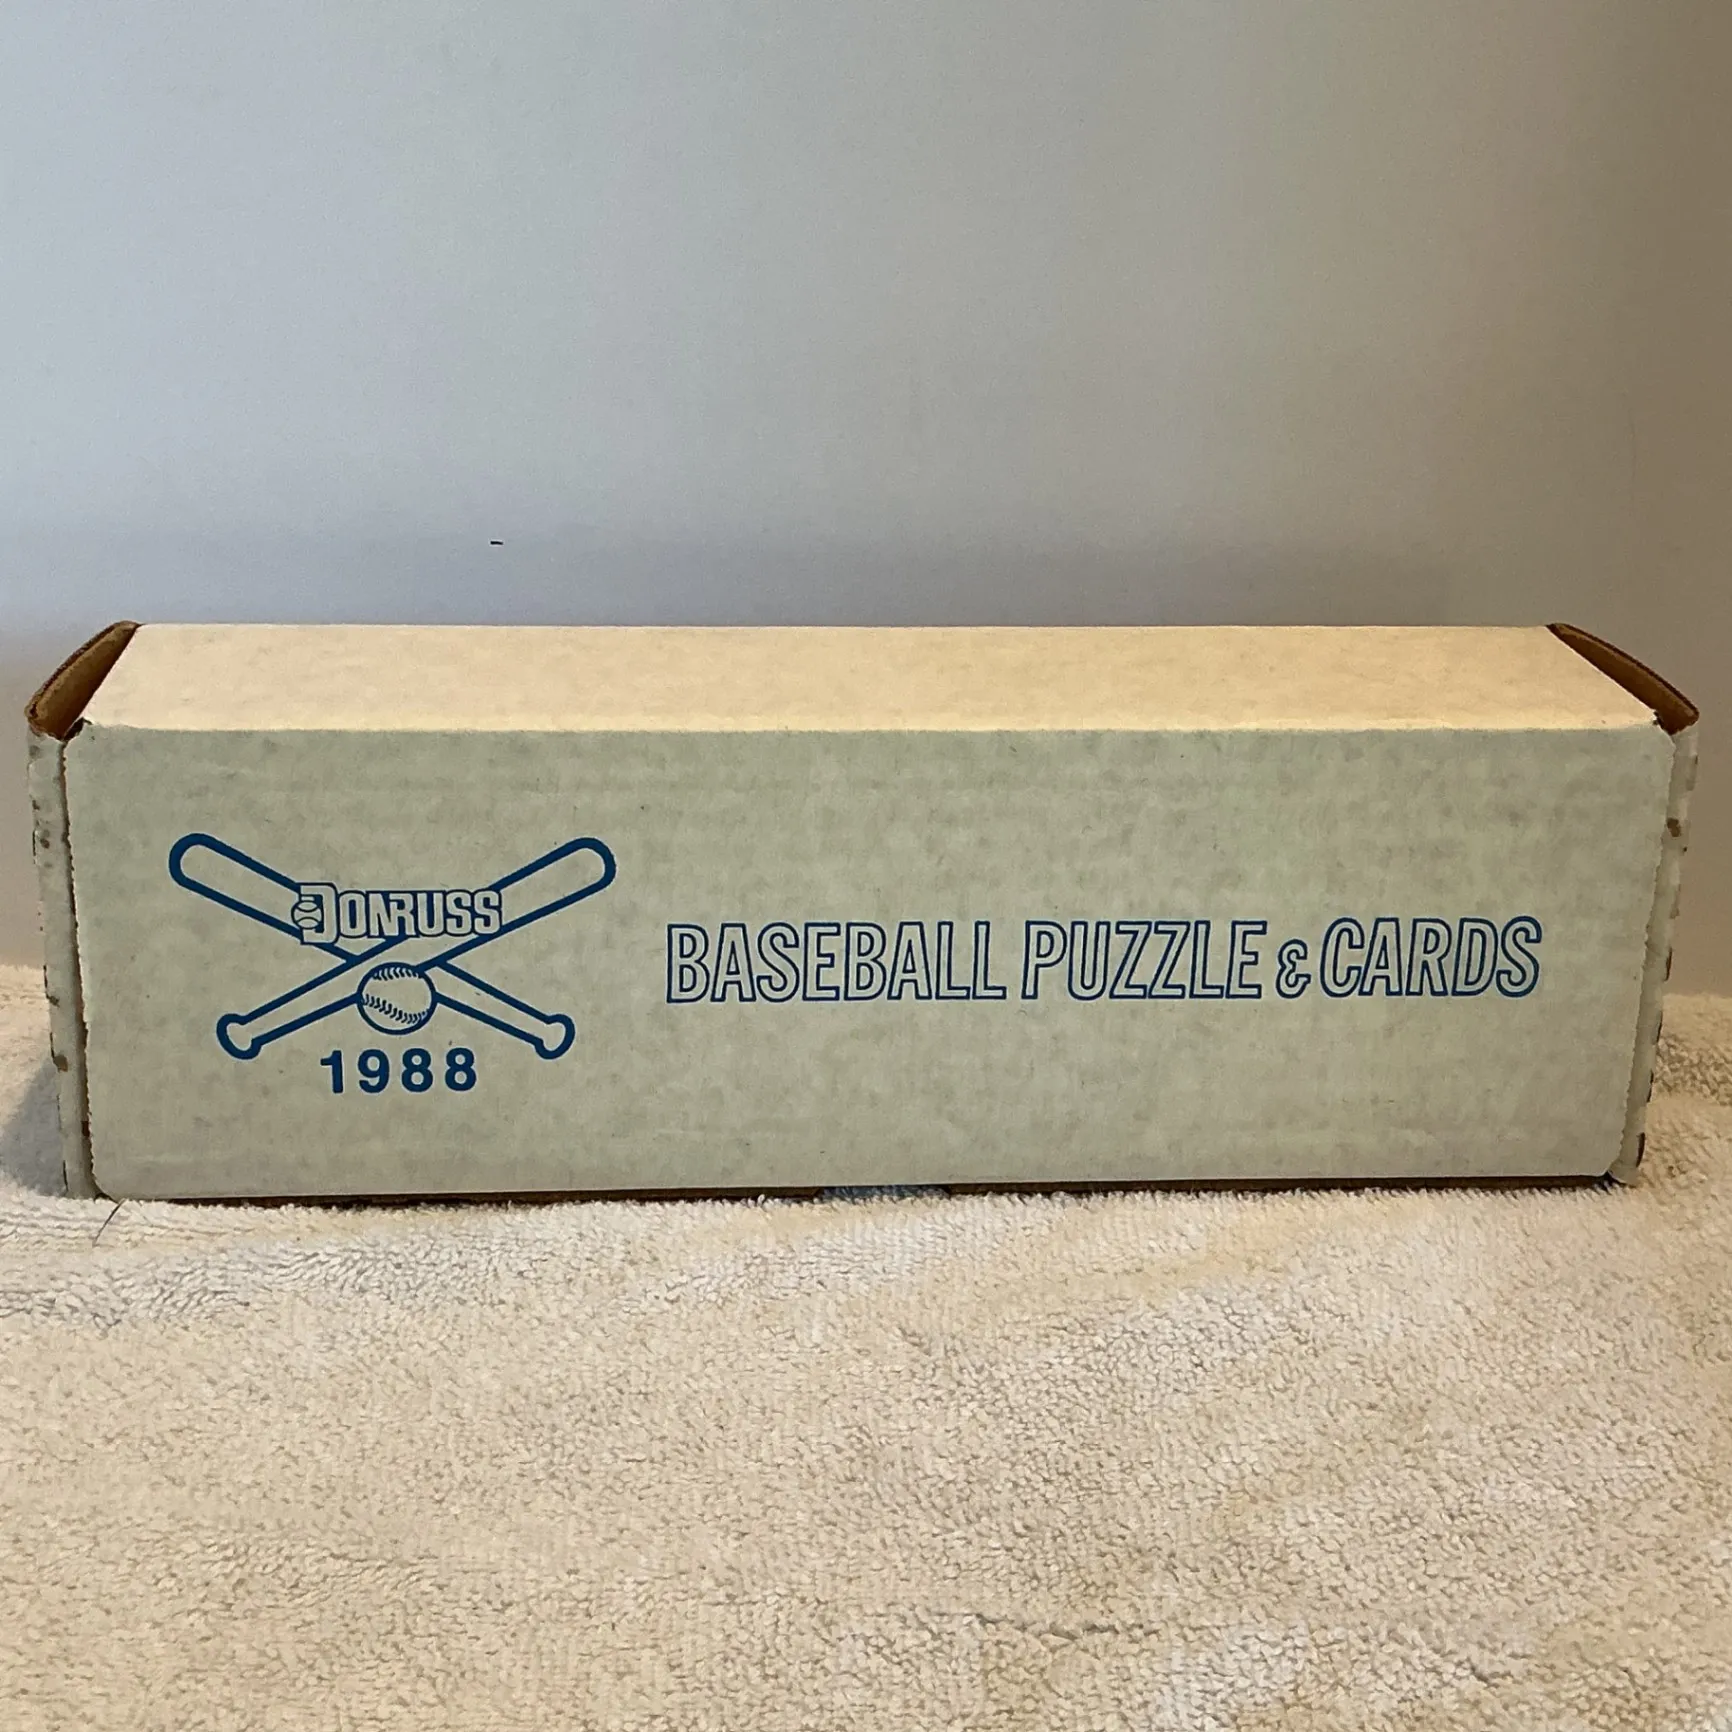 DONRUSS
1988
BASEBALL PUZZLE & CARDS